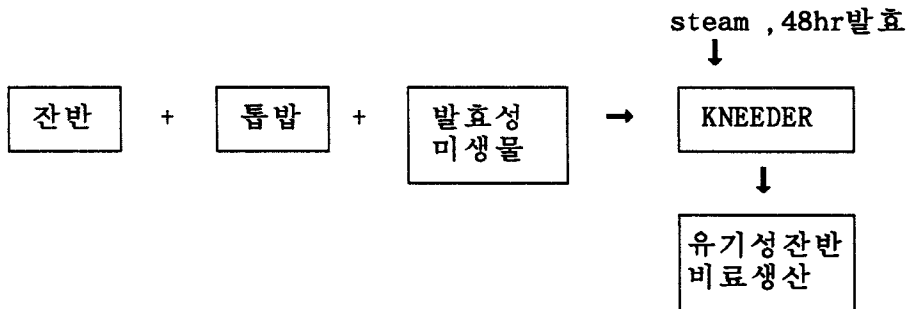 steam ,48hr발효
잔반 + 톱밥 + 발효성 미생물 → KNEEDER
유기성잔반
비료생산